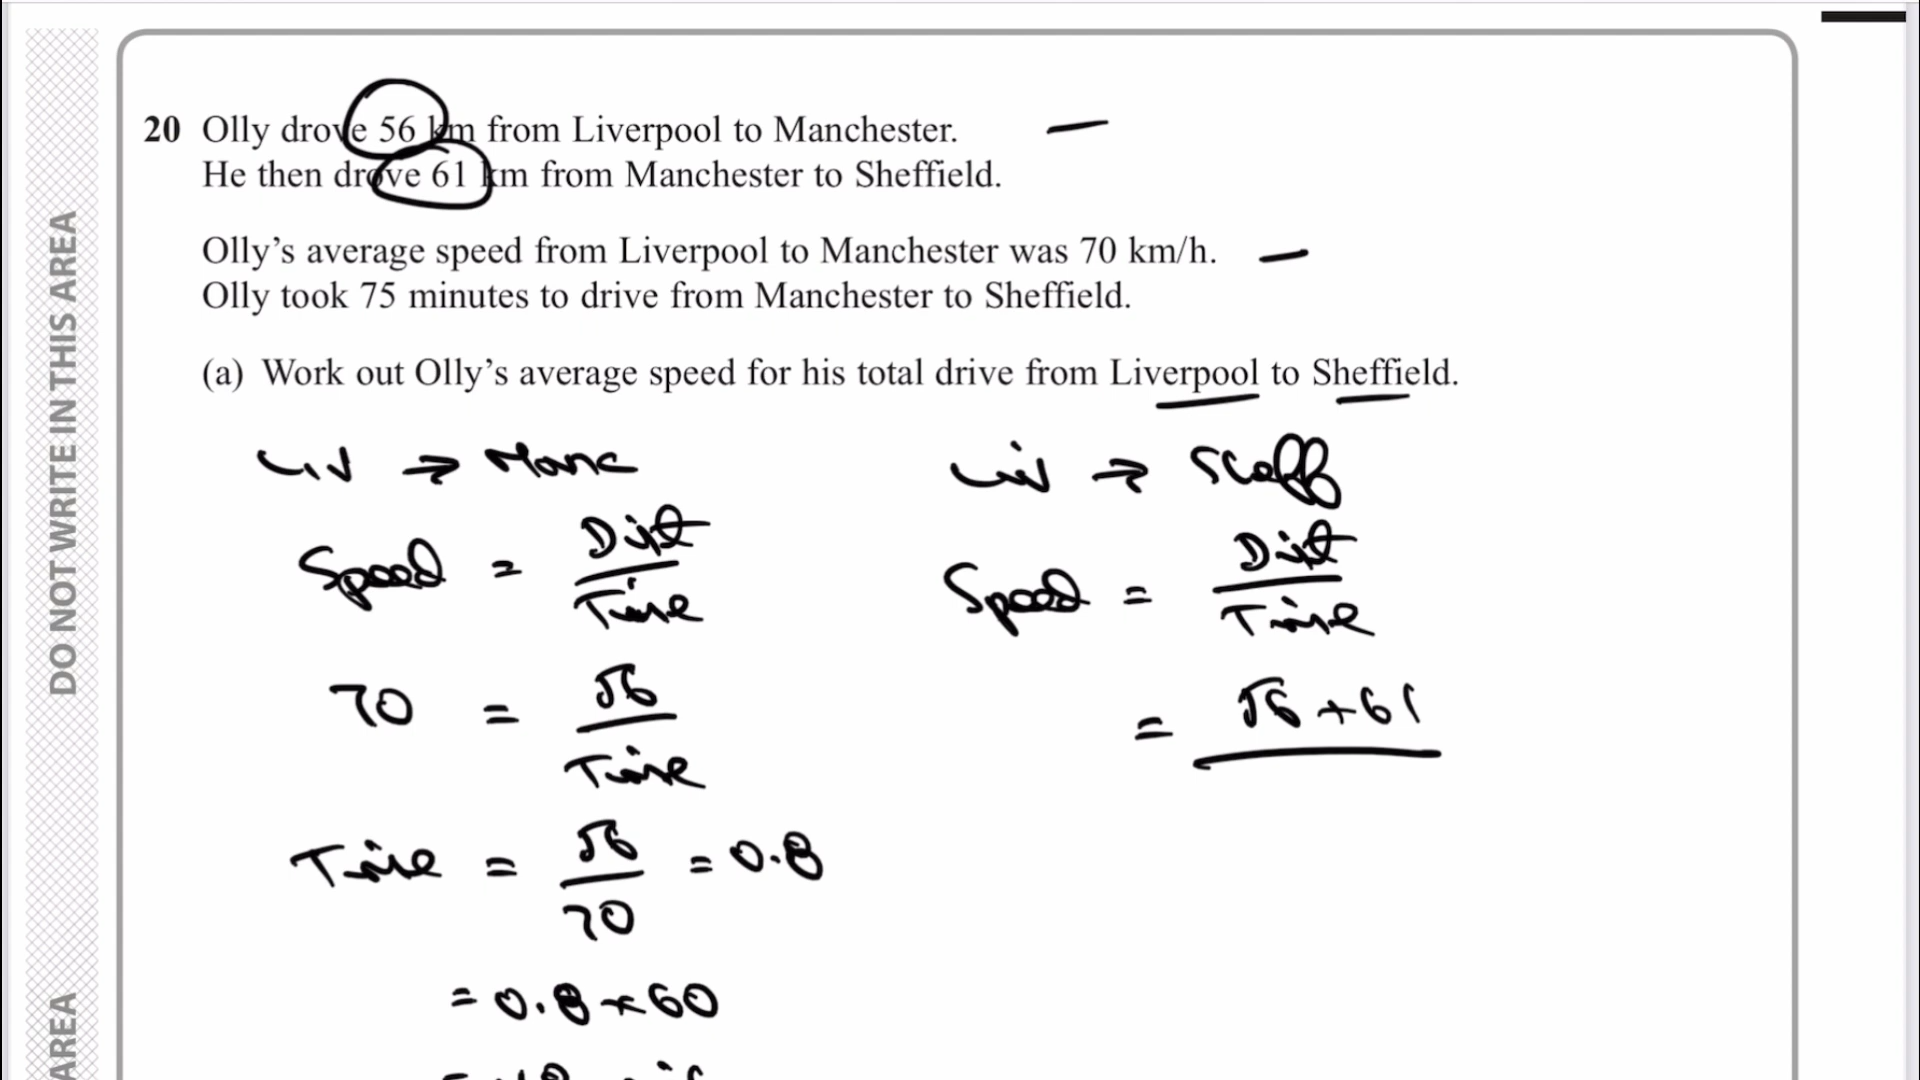 20 Olly drove 56 km from Liverpool to Manchester.
He then drove 61 km from Manchester to Sheffield.
Olly's average speed from Liverpool to Manchester was 70 km/h.
Olly took 75 minutes to drive from Manchester to Sheffield.
(a) Work out Olly's average speed for his total drive from Liverpool to Sheffield.
Liv → Manc
Speed = Dist / Time
70 = 56 / Time
Time = 56 / 70 = 0.8
= 0.8 × 60
Liv → Sheff
Speed = Dist / Time
= 56 + 61
DO NOT WRITE IN THIS AREA
AREA